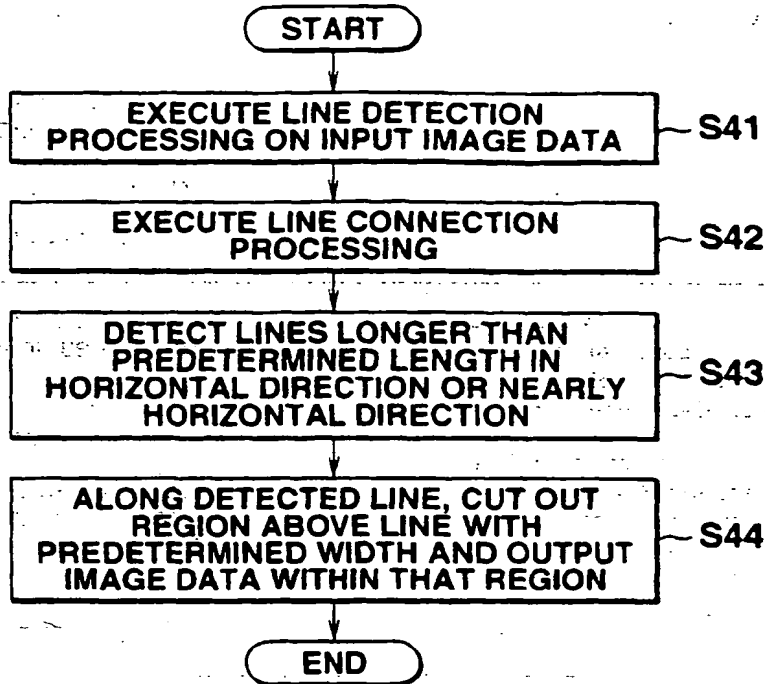 START
EXECUTE LINE DETECTION
PROCESSING ON INPUT IMAGE DATA
S41
EXECUTE LINE CONNECTION
PROCESSING
S42
DETECT LINES LONGER THAN
PREDETERMINED LENGTH IN
HORIZONTAL DIRECTION OR NEARLY
HORIZONTAL DIRECTION
S43
ALONG DETECTED LINE, CUT OUT
REGION ABOVE LINE WITH
PREDETERMINED WIDTH AND OUTPUT
IMAGE DATA WITHIN THAT REGION
S44
END